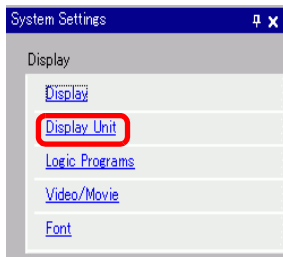 System Settings
Display
Display
Display Unit
Logic Programs
Video/Movie
Font